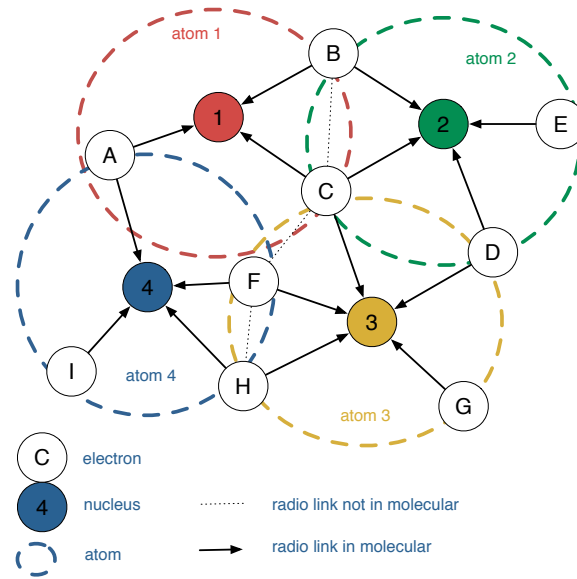 atom 1
B
atom 2
1
2
E
A
C
D
4
F
3
I
atom 4
H
atom 3
G
C electron
4 nucleus
radio link not in molecular
atom
radio link in molecular